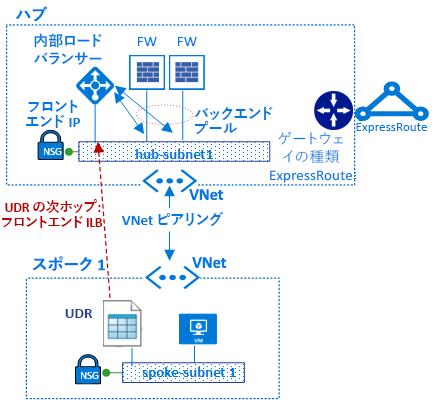 ハブ
内部ロード
バランサー
FW
FW
フロント
エンド IP
バックエンド
プール
NSG
hub-subnet1
ゲートウェ
イの種類
ExpressRoute
ExpressRoute
VNet
UDR の次ホップ:
フロントエンド ILB
VNet ピアリング
スポーク 1
VNet
UDR
VM
NSG
spoke-subnet 1